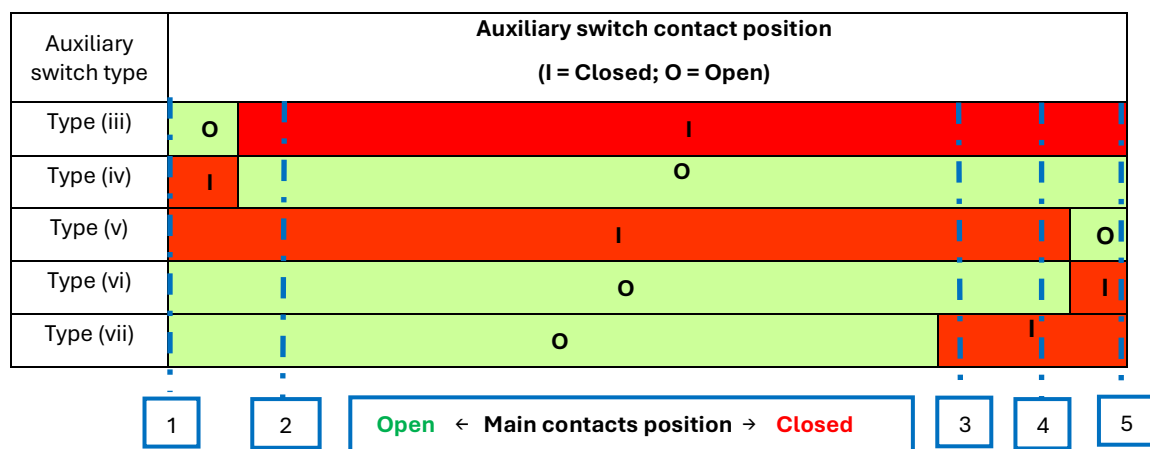 Auxiliary
switch type
Auxiliary switch contact position
(I = Closed; O = Open)
Type (iii)
O
I
Type (iv)
I
O
Type (v)
I
O
Type (vi)
O
I
Type (vii)
O
I
1
2
Open ← Main contacts position → Closed
3
4
5